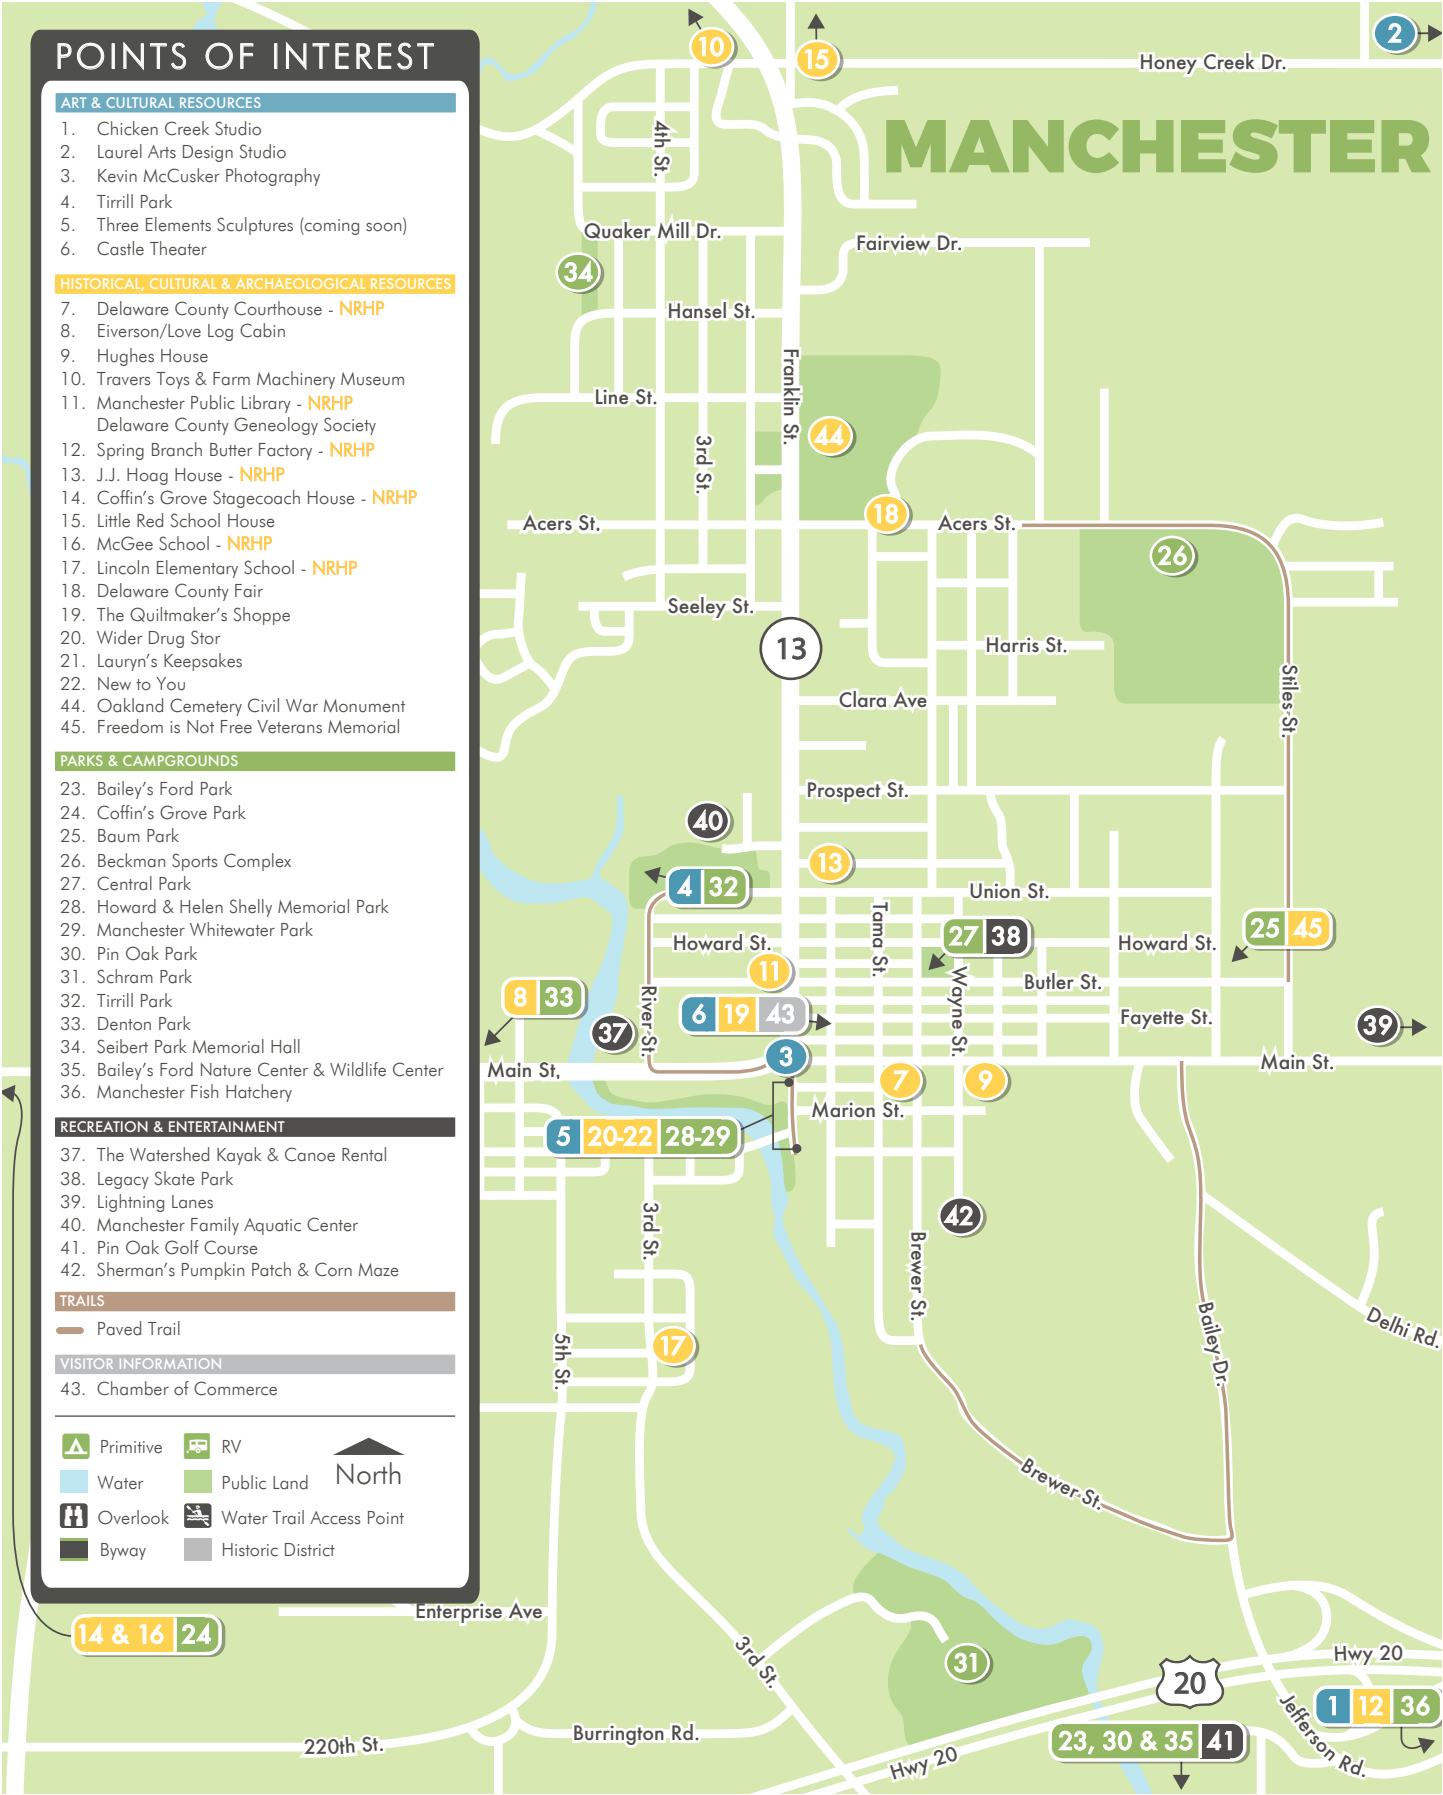 POINTS OF INTEREST
ART & CULTURAL RESOURCES
1. Chicken Creek Studio
2. Laurel Arts Design Studio
3. Kevin McCusker Photography
4. Tirrill Park
5. Three Elements Sculptures (coming soon)
6. Castle Theater
HISTORICAL, CULTURAL & ARCHAEOLOGICAL RESOURCES
7. Delaware County Courthouse - NRHP
8. Eiverson/Love Log Cabin
9. Hughes House
10. Travers Toys & Farm Machinery Museum
11. Manchester Public Library - NRHP
Delaware County Geneology Society
12. Spring Branch Butter Factory - NRHP
13. J.J. Hoag House - NRHP
14. Coffin's Grove Stagecoach House - NRHP
15. Little Red School House
16. McGee School - NRHP
17. Lincoln Elementary School - NRHP
18. Delaware County Fair
19. The Quiltmaker's Shoppe
20. Wider Drug Stor
21. Lauryn's Keepsakes
22. New to You
44. Oakland Cemetery Civil War Monument
45. Freedom is Not Free Veterans Memorial
PARKS & CAMPGROUNDS
23. Bailey's Ford Park
24. Coffin's Grove Park
25. Baum Park
26. Beckman Sports Complex
27. Central Park
28. Howard & Helen Shelly Memorial Park
29. Manchester Whitewater Park
30. Pin Oak Park
31. Schram Park
32. Tirrill Park
33. Denton Park
34. Seibert Park Memorial Hall
35. Bailey's Ford Nature Center & Wildlife Center
36. Manchester Fish Hatchery
RECREATION & ENTERTAINMENT
37. The Watershed Kayak & Canoe Rental
38. Legacy Skate Park
39. Lightning Lanes
40. Manchester Family Aquatic Center
41. Pin Oak Golf Course
42. Sherman's Pumpkin Patch & Corn Maze
TRAILS
Paved Trail
VISITOR INFORMATION
43. Chamber of Commerce
Primitive
RV
Water
Public Land
North
Overlook
Water Trail Access Point
Byway
Historic District
10
15
2
Honey Creek Dr.
MANCHESTER
4th St.
Quaker Mill Dr.
Fairview Dr.
34
Hansel St.
Franklin St.
Line St.
44
3rd St.
18
Acers St.
Acers St.
26
Seeley St.
13
Harris St.
Stiles St.
Clara Ave
Prospect St.
40
13
4 32
Union St.
Tama St.
27 38
25 45
Howard St.
Howard St.
11
Wayne St.
Butler St.
8 33
River St.
6 19 43
Fayette St.
37
39
3
Main St.
Main St.
7
9
Marion St.
5 20-22 28-29
3rd St.
42
Brewer St.
Bailey Dr.
Delhi Rd.
5th St.
17
Brewer St.
Enterprise Ave
14 & 16 24
3rd St.
31
Hwy 20
20
1 12 36
Jefferson Rd.
220th St.
Burrington Rd.
23, 30 & 35 41
Hwy 20